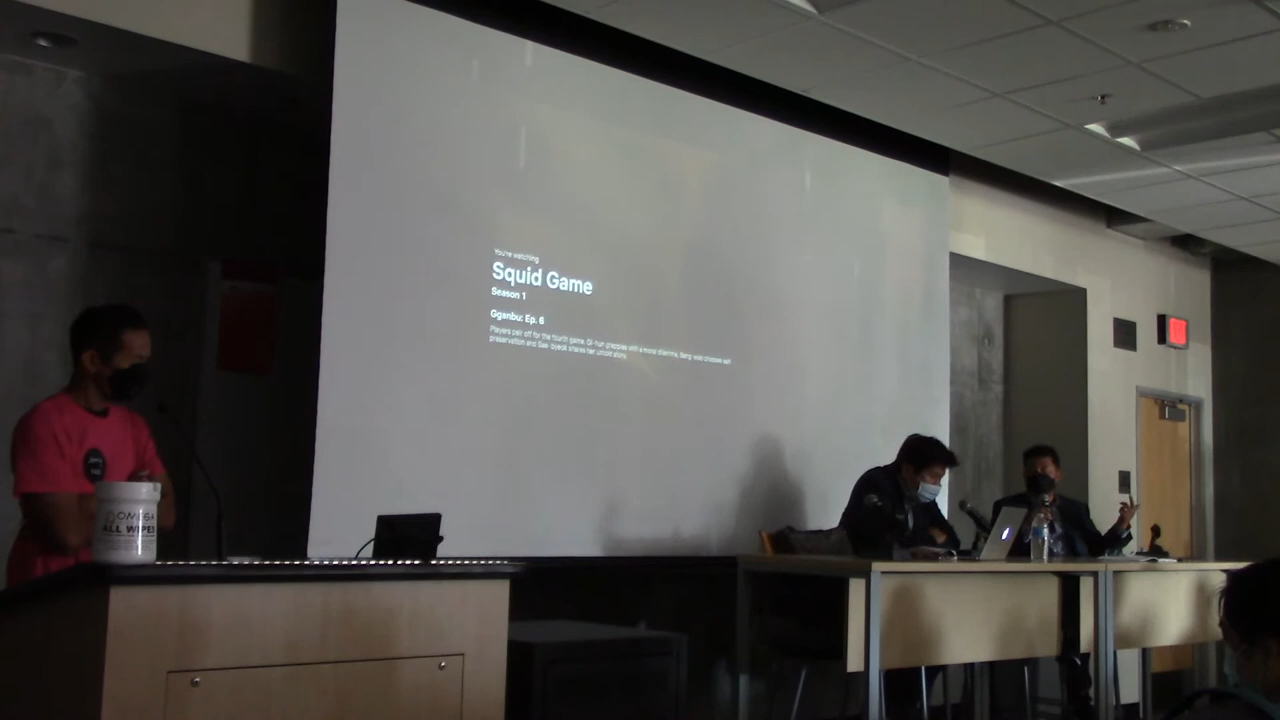 You're watching
Squid Game
Season 1
Gganbu: Ep. 6
Players pair off for the fourth game. Gi-hun grapples with a moral dilemma, Sang-woo chooses self-
preservation and Sae-byeok shares her untold story.
OMEGA
ALL WIPES